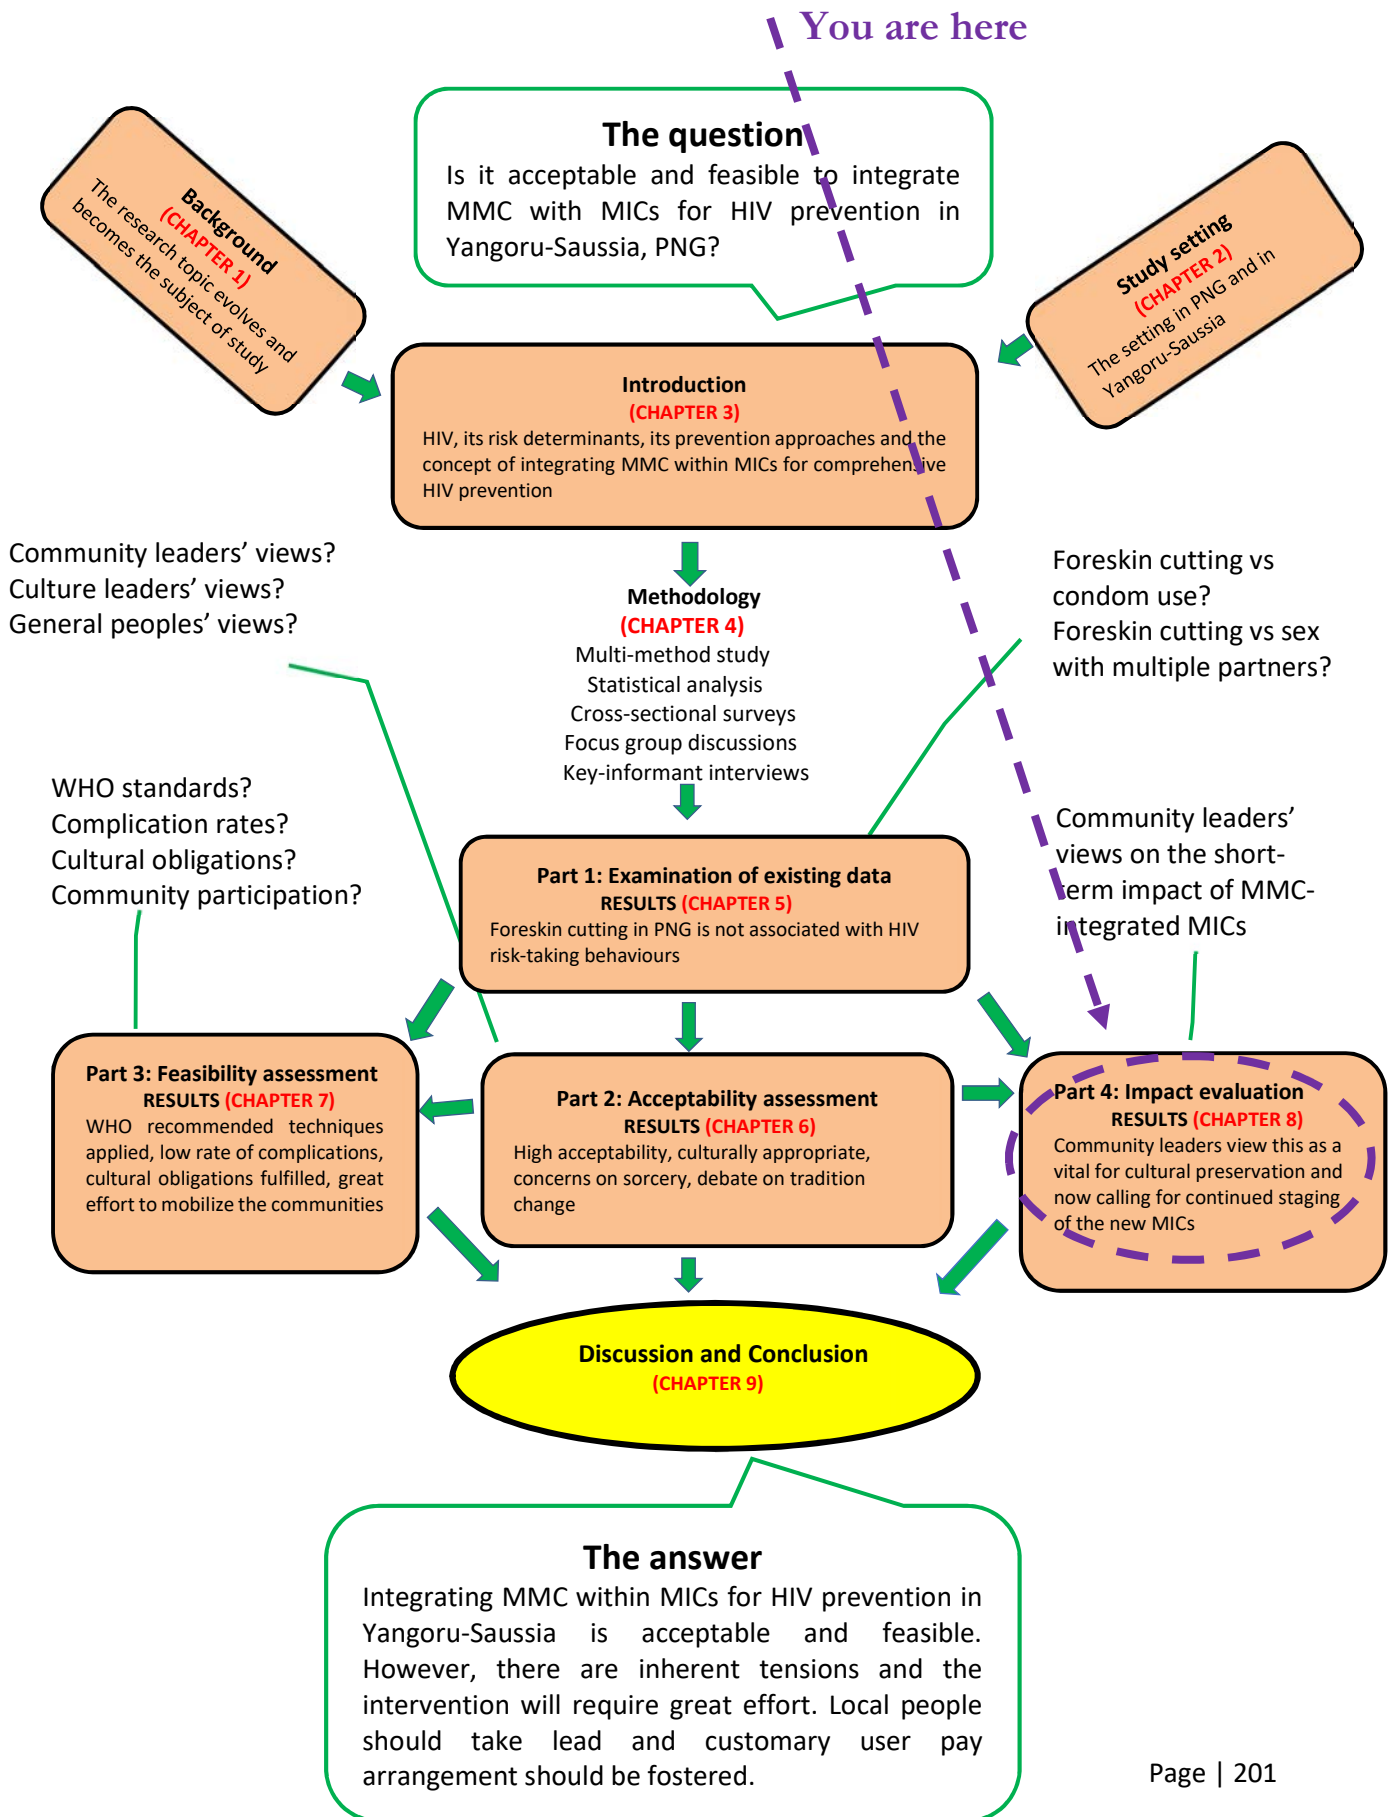 You are here
The question
Is it acceptable and feasible to integrate
MMC with MICs for HIV prevention in
Yangoru-Saussia, PNG?
Background
(CHAPTER 1)
The research topic evolves and
becomes the subject of study
Study setting
(CHAPTER 2)
The setting in PNG and in
Yangoru-Saussia
Introduction
(CHAPTER 3)
HIV, its risk determinants, its prevention approaches and the
concept of integrating MMC within MICs for comprehensive
HIV prevention
Community leaders’ views?
Culture leaders’ views?
General peoples’ views?
Methodology
(CHAPTER 4)
Multi-method study
Statistical analysis
Cross-sectional surveys
Focus group discussions
Key-informant interviews
Foreskin cutting vs
condom use?
Foreskin cutting vs sex
with multiple partners?
WHO standards?
Complication rates?
Cultural obligations?
Community participation?
Community leaders’
views on the short-
term impact of MMC-
integrated MICs
Part 1: Examination of existing data
RESULTS (CHAPTER 5)
Foreskin cutting in PNG is not associated with HIV
risk-taking behaviours
Part 3: Feasibility assessment
RESULTS (CHAPTER 7)
WHO recommended techniques
applied, low rate of complications,
cultural obligations fulfilled, great
effort to mobilize the communities
Part 2: Acceptability assessment
RESULTS (CHAPTER 6)
High acceptability, culturally appropriate,
concerns on sorcery, debate on tradition
change
Part 4: Impact evaluation
RESULTS (CHAPTER 8)
Community leaders view this as a
vital for cultural preservation and
now calling for continued staging
of the new MICs
Discussion and Conclusion
(CHAPTER 9)
The answer
Integrating MMC within MICs for HIV prevention in
Yangoru-Saussia is acceptable and feasible.
However, there are inherent tensions and the
intervention will require great effort. Local people
should take lead and customary user pay
arrangement should be fostered.
Page | 201